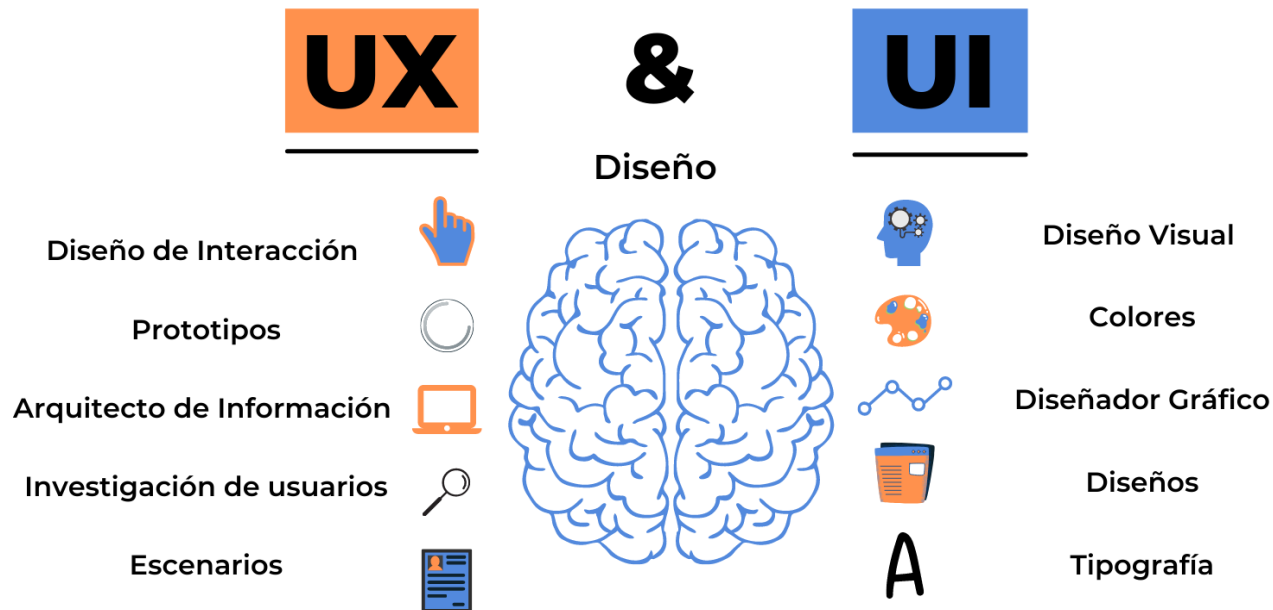 UX & UI
Diseño
Diseño de Interacción
Prototipos
Arquitecto de Información
Investigación de usuarios
Escenarios
Diseño Visual
Colores
Diseñador Gráfico
Diseños
A
Tipografía